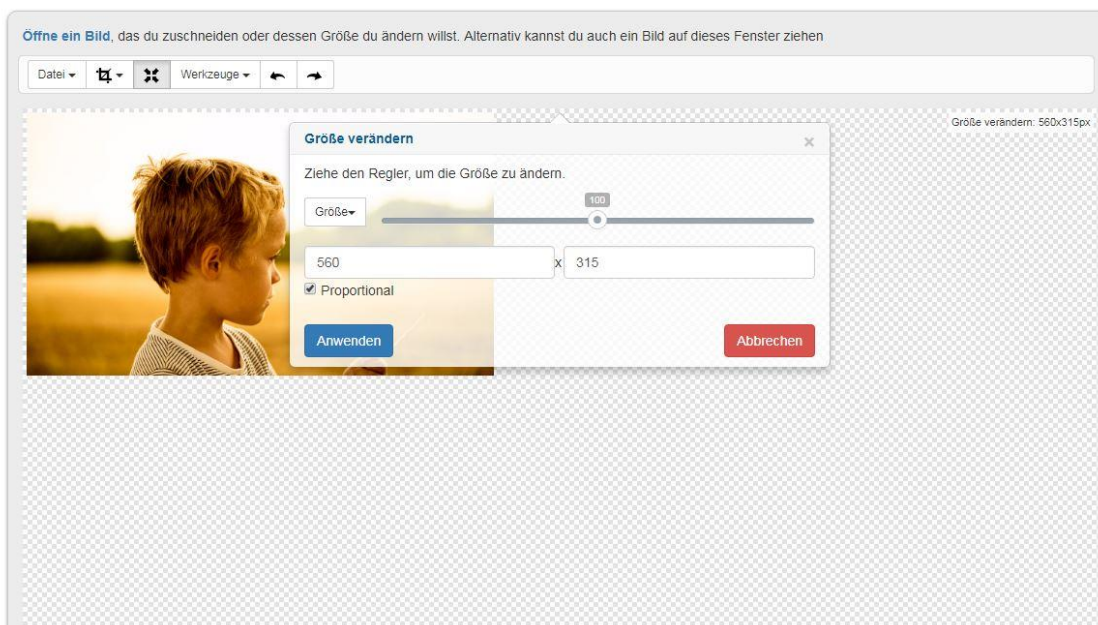 Öffne ein Bild, das du zuschneiden oder dessen Größe du ändern willst. Alternativ kannst du auch ein Bild auf dieses Fenster ziehen
Datei
Werkzeuge
Größe verändern: 560x315px
Größe verändern
×
Ziehe den Regler, um die Größe zu ändern.
100
Größe
560 x 315
Proportional
Anwenden
Abbrechen